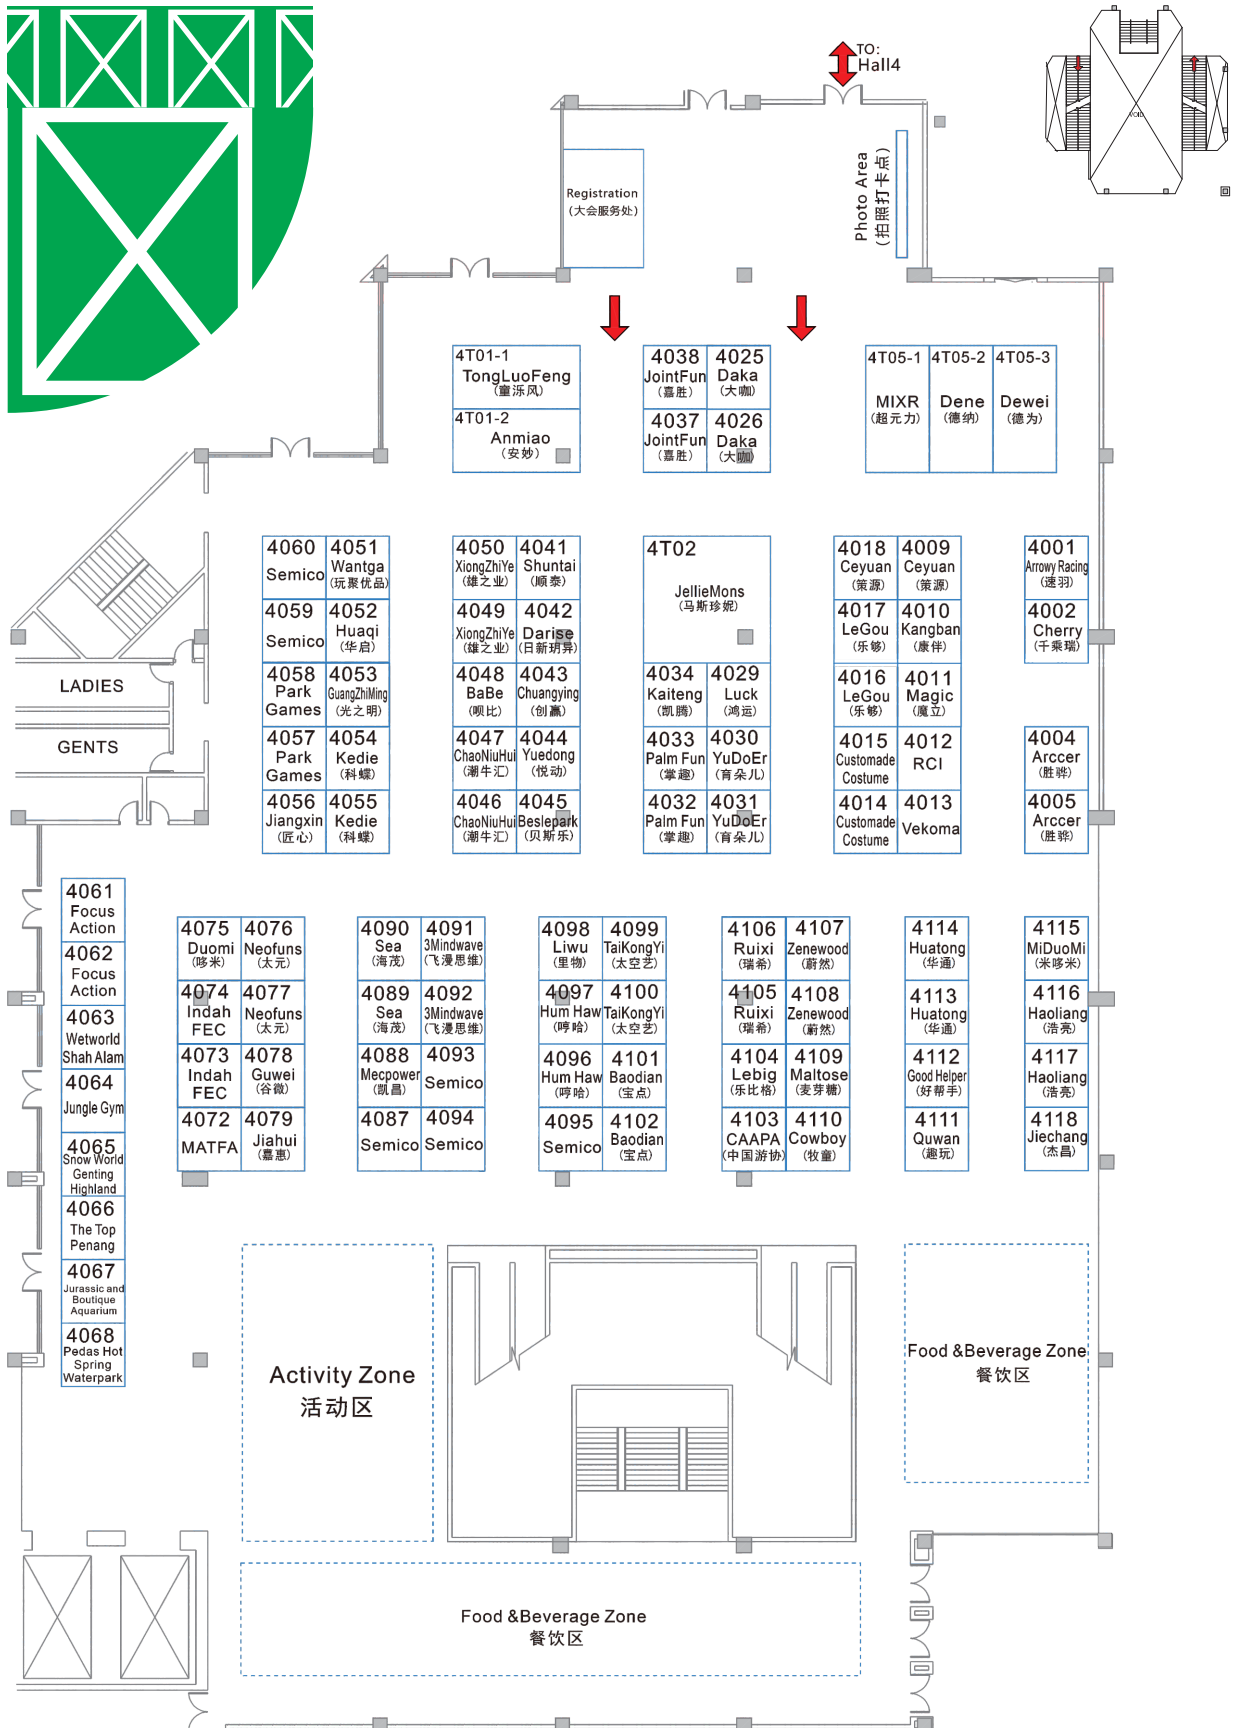 TO:
Hall4
VOID
Registration
(大会服务处)
Photo Area
(拍照打卡点)
4T01-1
TongLuoFeng
(童泺风)
4T01-2
Anmiao
(安妙)
4038
JointFun
(嘉胜)
4025
Daka
(大咖)
4037
JointFun
(嘉胜)
4026
Daka
(大咖)
4T05-1
MIXR
(超元力)
4T05-2
Dene
(德纳)
4T05-3
Dewei
(德为)
4060
Semico
4051
Wantga
(玩聚优品)
4059
Semico
4052
Huaqi
(华启)
4058
Park
Games
4053
GuangZhiMing
(光之明)
4057
Park
Games
4054
Kedie
(科蝶)
4056
Jiangxin
(匠心)
4055
Kedie
(科蝶)
4050
XiongZhiYe
(雄之业)
4041
Shuntai
(顺泰)
4049
XiongZhiYe
(雄之业)
4042
Darise
(日新玥异)
4048
BaBe
(呗比)
4043
Chuangying
(创赢)
4047
ChaoNiuHui
(潮牛汇)
4044
Yuedong
(悦动)
4046
ChaoNiuHui
(潮牛汇)
4045
Beslepark
(贝斯乐)
4T02
JellieMons
(马斯珍妮)
4034
Kaiteng
(凯腾)
4029
Luck
(鸿运)
4033
Palm Fun
(掌趣)
4030
YuDoEr
(育朵儿)
4032
Palm Fun
(掌趣)
4031
YuDoEr
(育朵儿)
4018
Ceyuan
(策源)
4009
Ceyuan
(策源)
4017
LeGou
(乐够)
4010
Kangban
(康伴)
4016
LeGou
(乐够)
4011
Magic
(魔立)
4015
Customade
Costume
4012
RCI
4014
Customade
Costume
4013
Vekoma
4001
Arrowy Racing
(速羽)
4002
Cherry
(千乘瑞)
4004
Arccer
(胜骅)
4005
Arccer
(胜骅)
LADIES
GENTS
4061
Focus
Action
4062
Focus
Action
4063
Wetworld
Shah Alam
4064
Jungle Gym
4065
Snow World
Genting
Highland
4066
The Top
Penang
4067
Jurassic and
Boutique
Aquarium
4068
Pedas Hot
Spring
Waterpark
4075
Duomi
(哆米)
4076
Neofuns
(太元)
4074
Indah
FEC
4077
Neofuns
(太元)
4073
Indah
FEC
4078
Guwei
(谷微)
4072
MATFA
4079
Jiahui
(嘉惠)
4090
Sea
(海茂)
4091
3Mindwave
(飞漫思维)
4089
Sea
(海茂)
4092
3Mindwave
(飞漫思维)
4088
Mecpower
(凯昌)
4093
Semico
4087
Semico
4094
Semico
4098
Liwu
(里物)
4099
TaiKongYi
(太空艺)
4097
Hum Haw
(哼哈)
4100
TaiKongYi
(太空艺)
4096
Hum Haw
(哼哈)
4101
Baodian
(宝点)
4095
Semico
4102
Baodian
(宝点)
4106
Ruixi
(瑞希)
4107
Zenewood
(蔚然)
4105
Ruixi
(瑞希)
4108
Zenewood
(蔚然)
4104
Lebig
(乐比格)
4109
Maltose
(麦芽糖)
4103
CAAPA
(中国游协)
4110
Cowboy
(牧童)
4114
Huatong
(华通)
4113
Huatong
(华通)
4112
Good Helper
(好帮手)
4111
Quwan
(趣玩)
4115
MiDuoMi
(米哆米)
4116
Haoliang
(浩亮)
4117
Haoliang
(浩亮)
4118
Jiechang
(杰昌)
Activity Zone
活动区
Food &Beverage Zone
餐饮区
Food &Beverage Zone
餐饮区